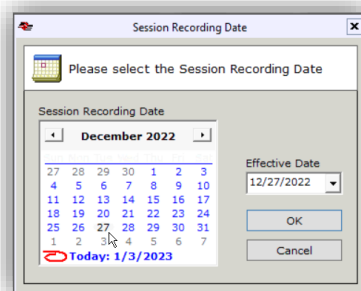 Session Recording Date
Please select the Session Recording Date
Session Recording Date
December 2022
27 28 29 30 1 2 3
4 5 6 7 8 9 10
11 12 13 14 15 16 17
18 19 20 21 22 23 24
25 26 27 28 29 30 31
1 2 3 4 5 6 7
Today: 1/3/2023
Effective Date
12/27/2022
OK
Cancel